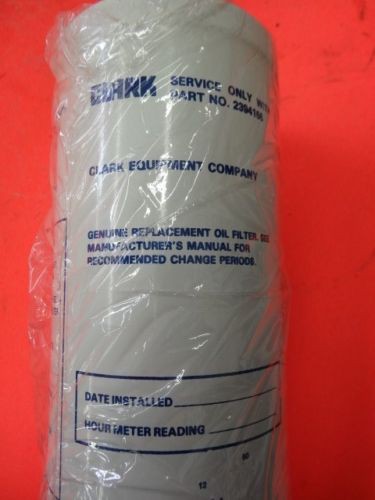 CLARK
SERVICE ONLY WITH
PART NO. 2394166
CLARK EQUIPMENT COMPANY
GENUINE REPLACEMENT OIL FILTER, SEE
MANUFACTURER'S MANUAL FOR
RECOMMENDED CHANGE PERIODS.
DATE INSTALLED
HOUR METER READING
12